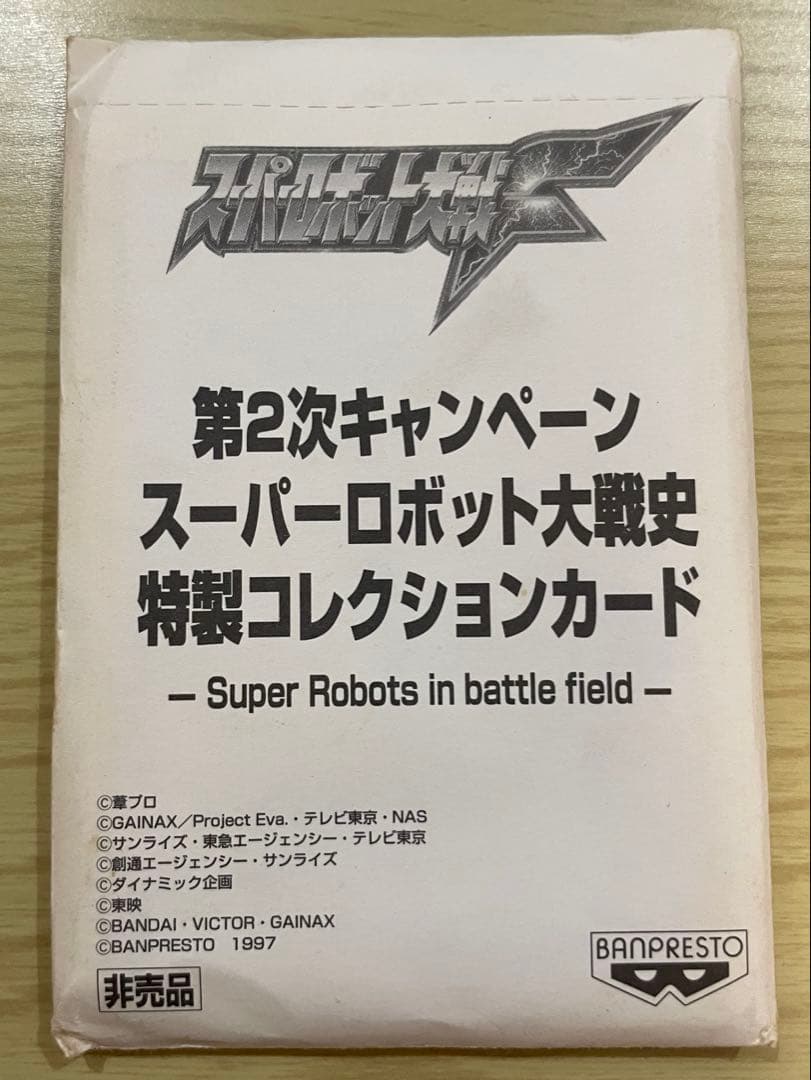 スーパーロボット大戦F
第2次キャンペーン
スーパーロボット大戦史
特製コレクションカード
― Super Robots in battle field ―
©葦プロ
©GAINAX／Project Eva.・テレビ東京・NAS
©サンライズ・東急エージェンシー・テレビ東京
©創通エージェンシー・サンライズ
©ダイナミック企画
©東映
©BANDAI・VICTOR・GAINAX
©BANPRESTO 1997
非売品
BANPRESTO